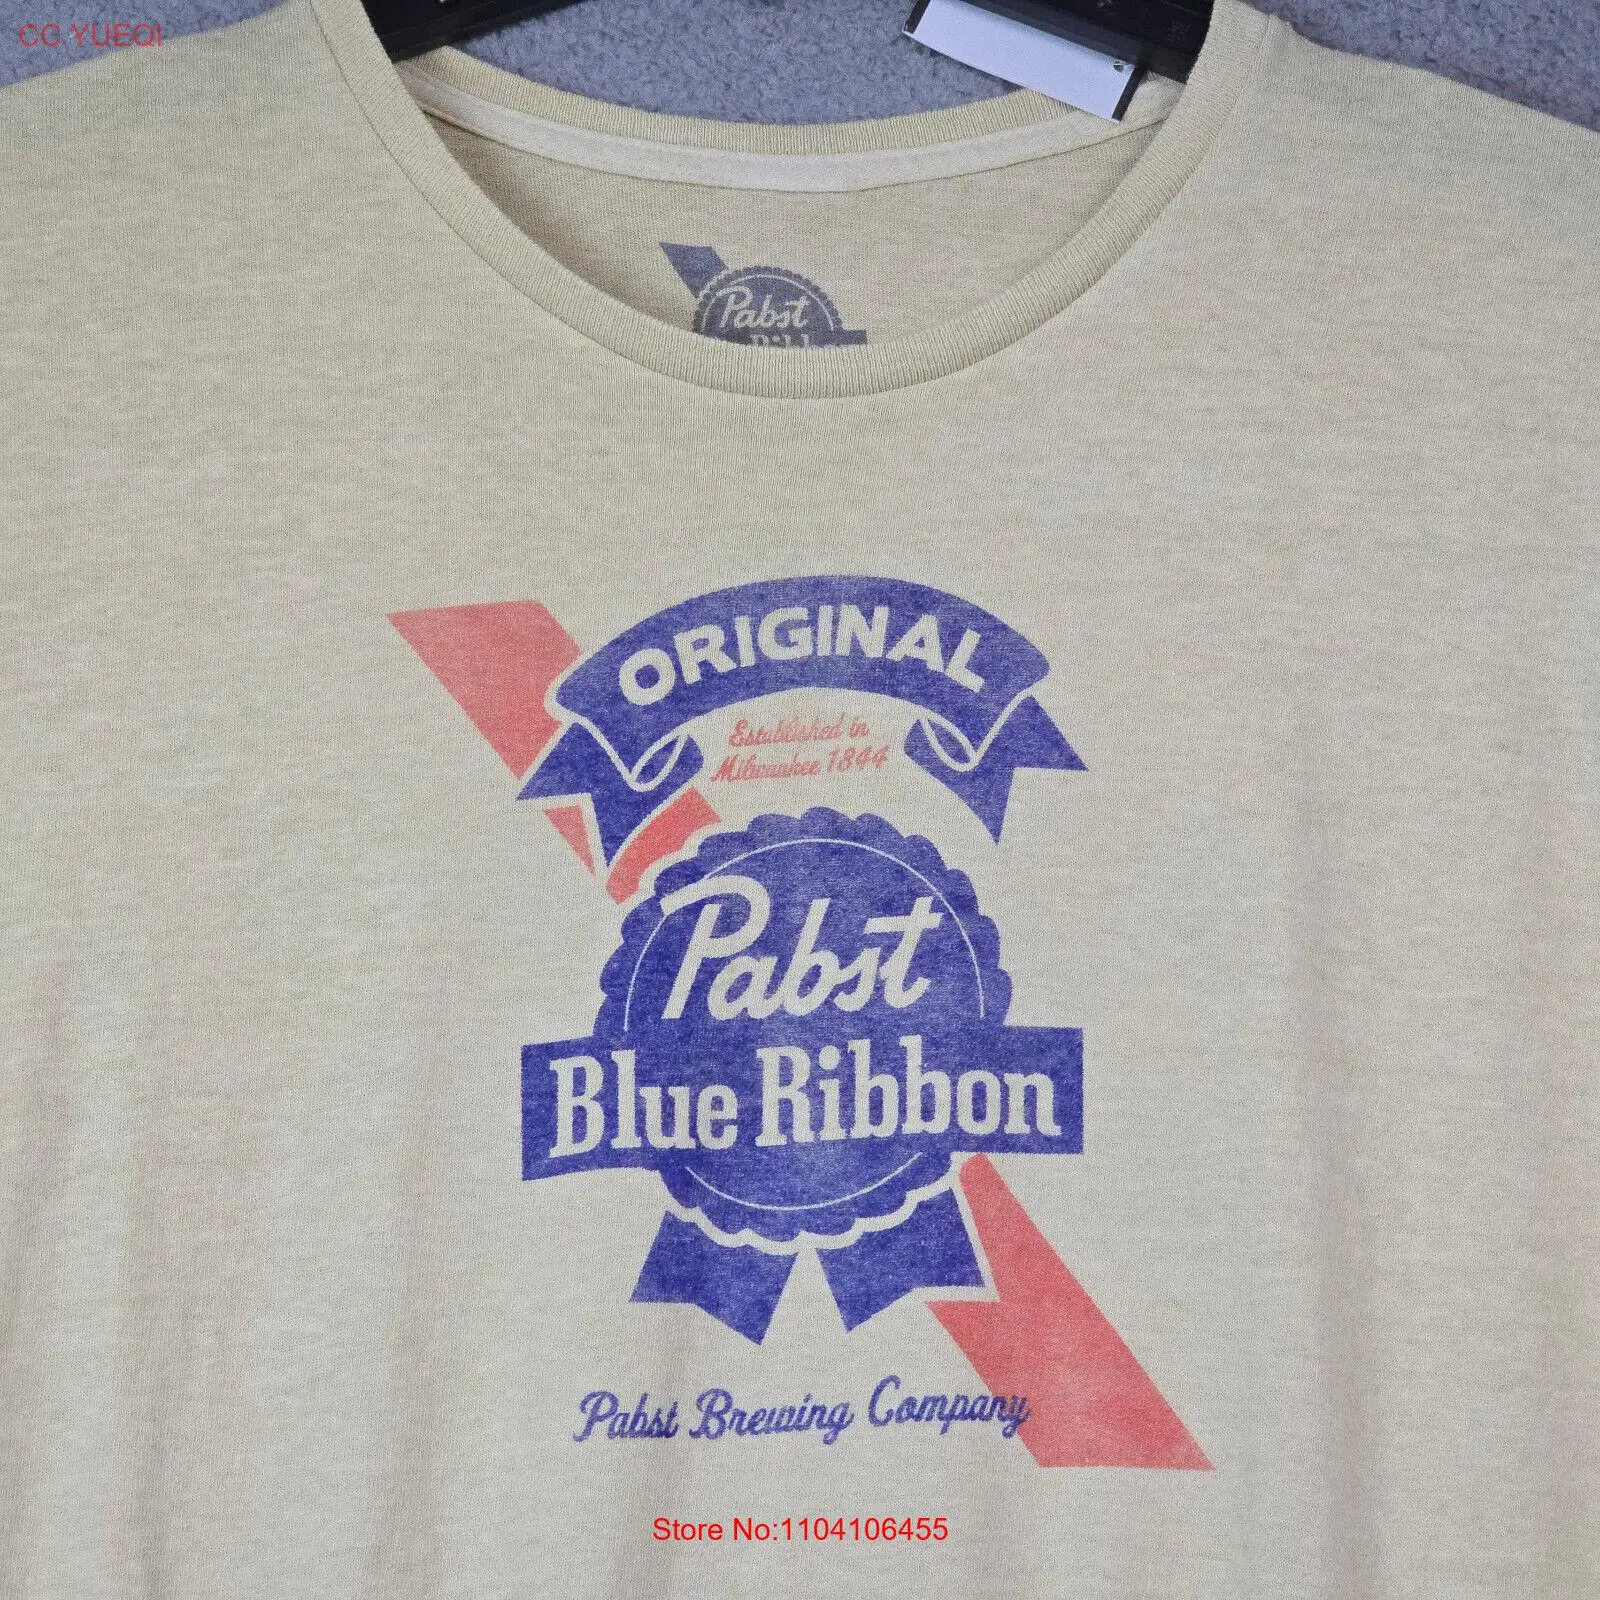 CC YUEQI
Pabst
ORIGINAL
Established in
Milwaukee 1844
Pabst
Blue Ribbon
Pabst Brewing Company
Store No:1104106455